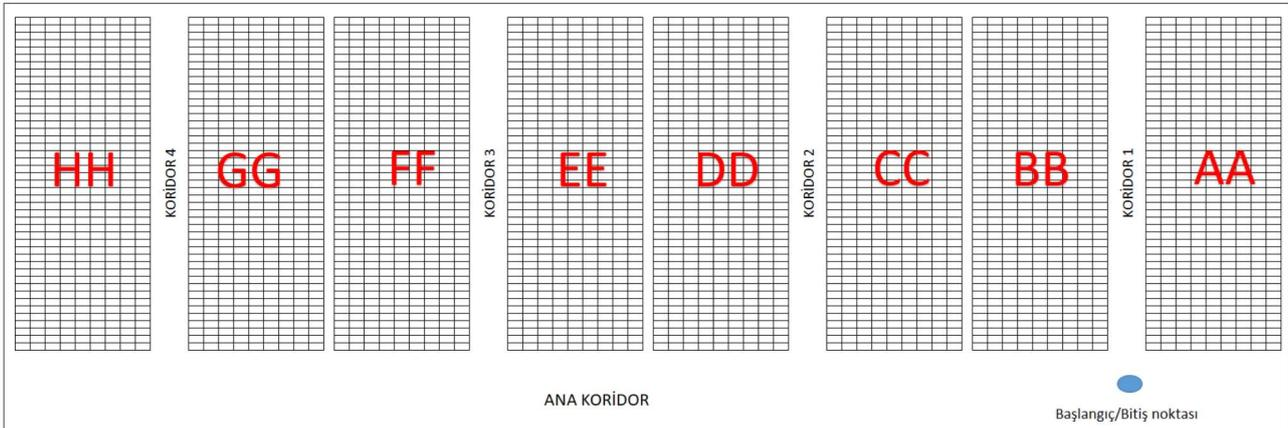 HH
KORİDOR 4
GG
FF
KORİDOR 3
EE
DD
KORİDOR 2
CC
BB
KORİDOR 1
AA
ANA KORİDOR
Başlangıç/Bitiş noktası